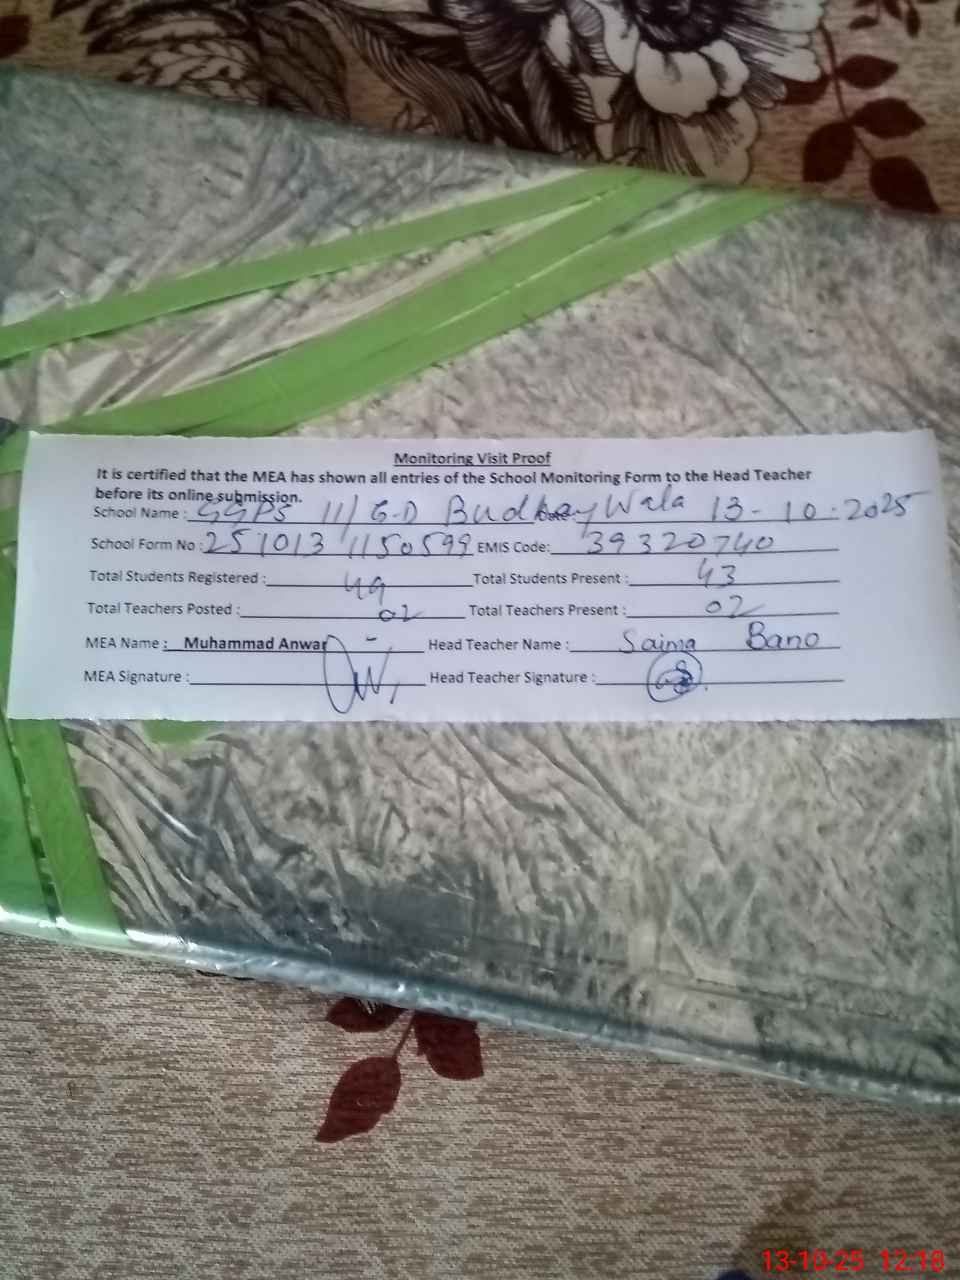 Monitoring Visit Proof
It is certified that the MEA has shown all entries of the School Monitoring Form to the Head Teacher
before its online submission.
School Name : GGPS 111/6-D Budhay Wala 13-10-2025
School Form No : 251013 1150599 EMIS Code: 39320740
Total Students Registered : 49 Total Students Present : 43
Total Teachers Posted : 02 Total Teachers Present : 02
MEA Name : Muhammad Anwar Head Teacher Name : Saima Bano
MEA Signature : Head Teacher Signature :
13-10-25 12:18